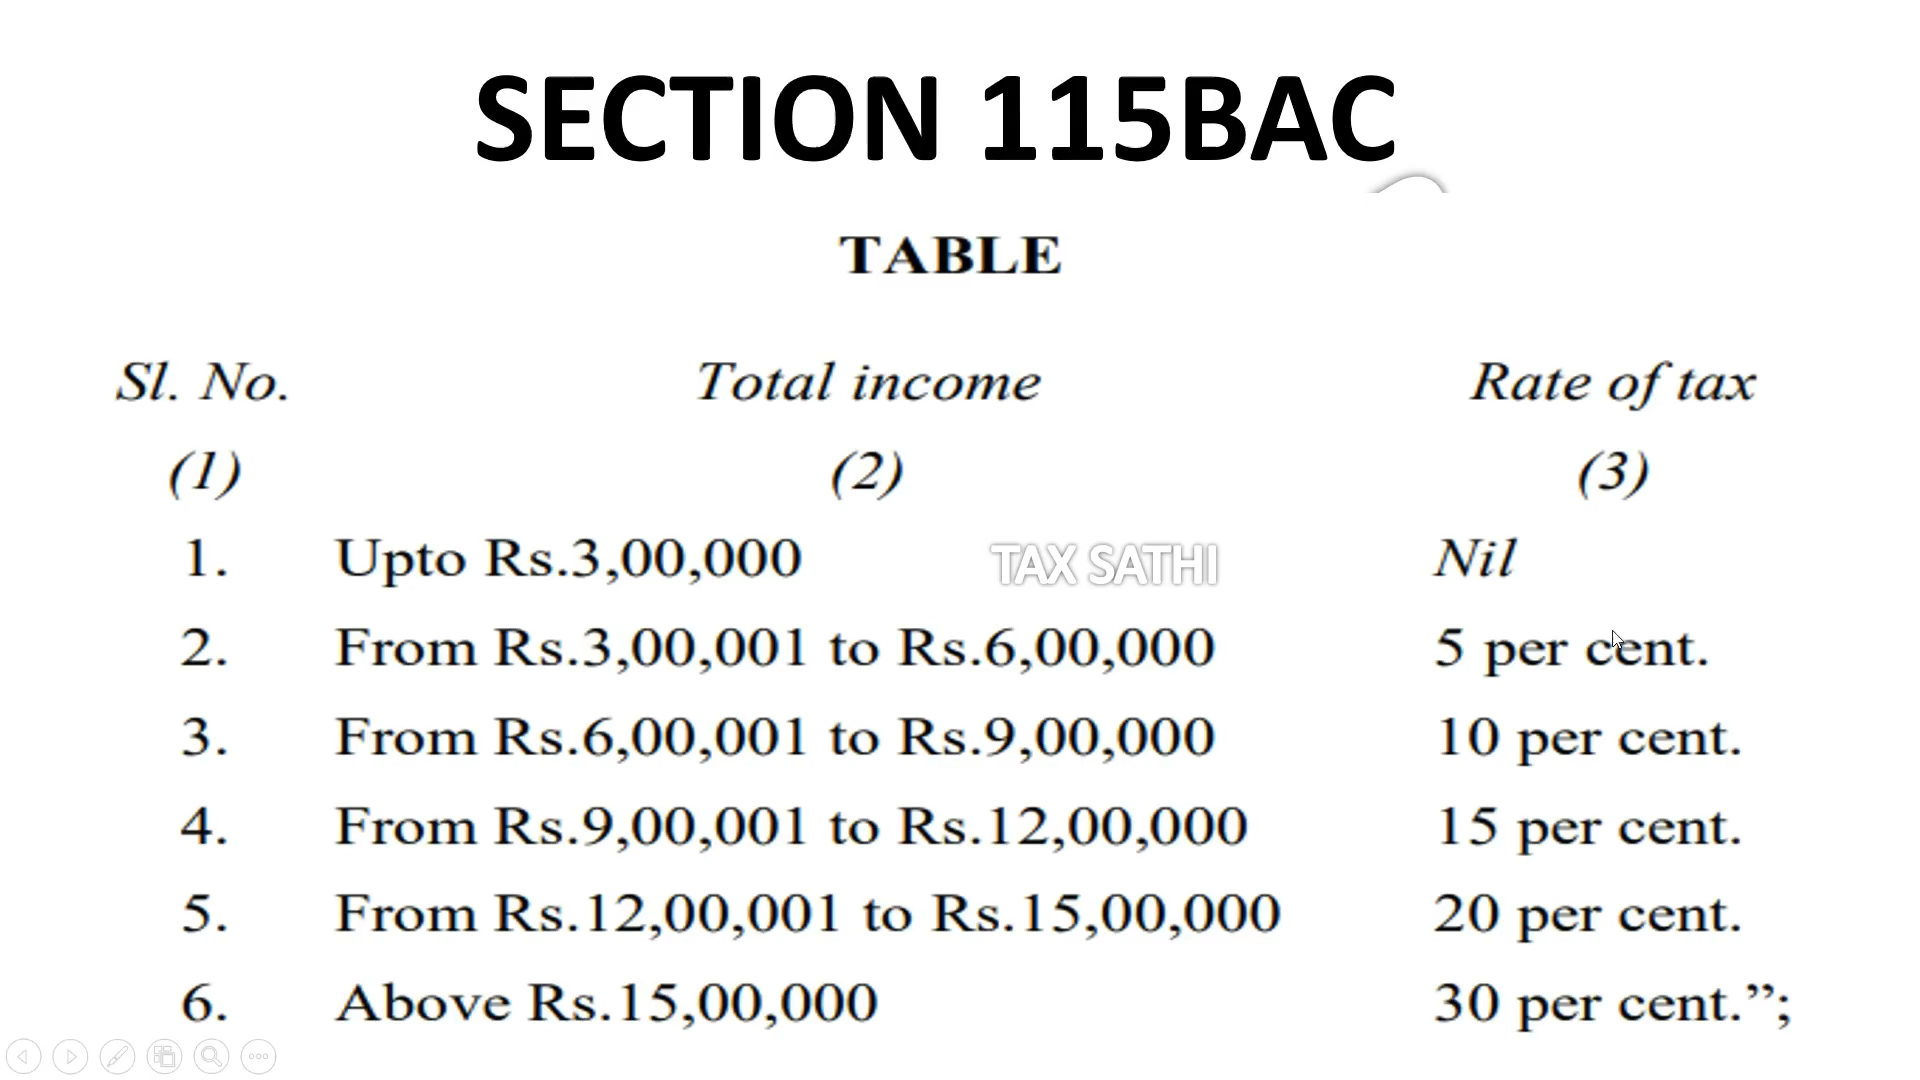 SECTION 115BAC
TABLE
Sl. No. Total income Rate of tax
(1) (2) (3)
1. Upto Rs.3,00,000 TAX SATHI Nil
2. From Rs.3,00,001 to Rs.6,00,000 5 per cent.
3. From Rs.6,00,001 to Rs.9,00,000 10 per cent.
4. From Rs.9,00,001 to Rs.12,00,000 15 per cent.
5. From Rs.12,00,001 to Rs.15,00,000 20 per cent.
6. Above Rs.15,00,000 30 per cent.”;